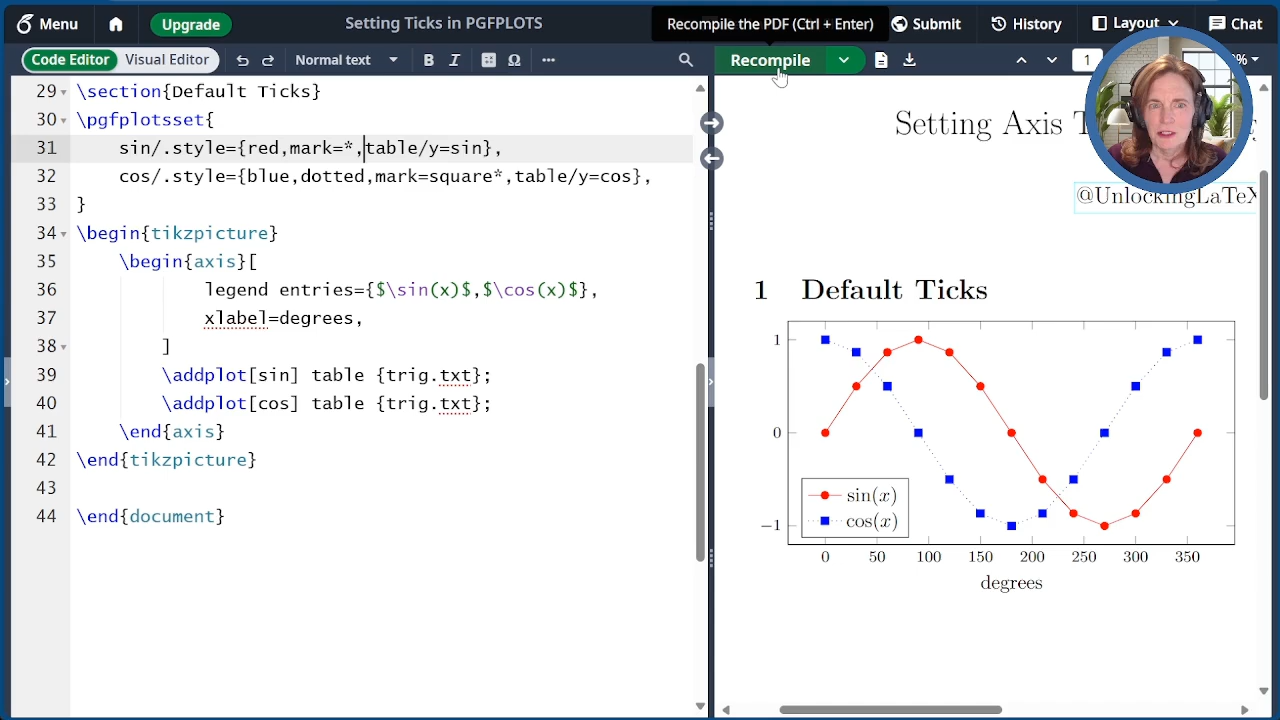 Menu
Upgrade
Setting Ticks in PGFPLOTS
Recompile the PDF (Ctrl + Enter)
Submit
History
Layout
Chat
Code Editor
Visual Editor
Normal text
B
I
Ω
Recompile
1
%
29 \section{Default Ticks}
30 \pgfplotsset{
31 sin/.style={red,mark=*,table/y=sin},
32 cos/.style={blue,dotted,mark=square*,table/y=cos},
33 }
34 \begin{tikzpicture}
35 \begin{axis}[
36 legend entries={$\sin(x)$,$\cos(x)$},
37 xlabel=degrees,
38 ]
39 \addplot[sin] table {trig.txt};
40 \addplot[cos] table {trig.txt};
41 \end{axis}
42 \end{tikzpicture}
43
44 \end{document}
Setting Axis
@UnlockingLaTeX
1 Default Ticks
1
0
−1
sin(x)
cos(x)
0 50 100 150 200 250 300 350
degrees